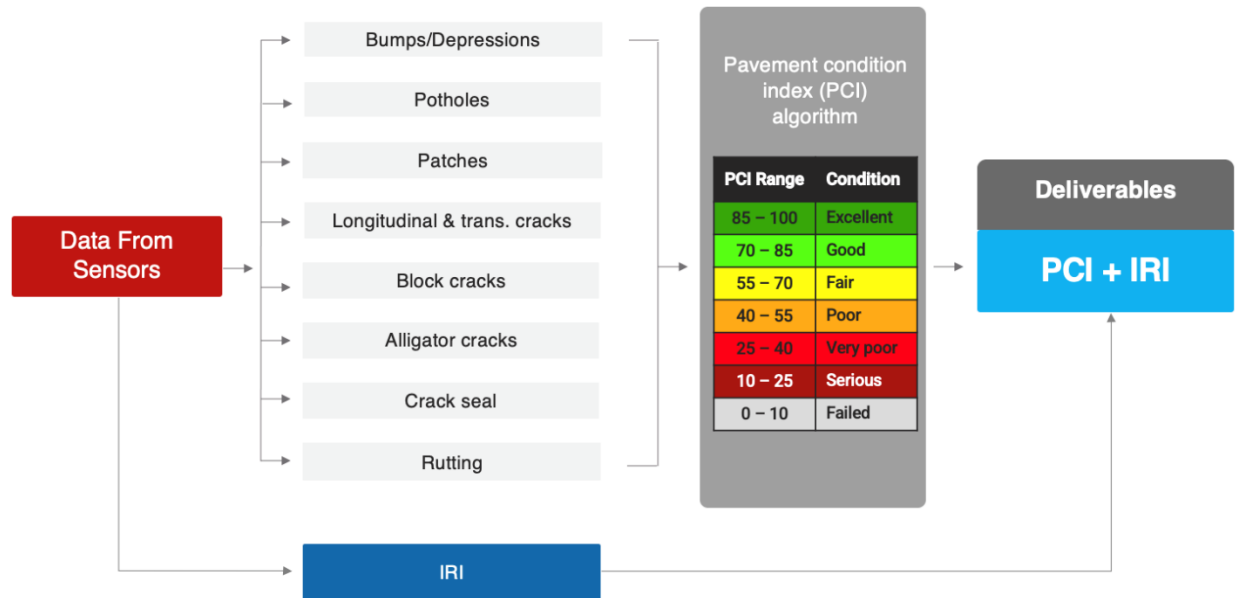 Data From
Sensors
Bumps/Depressions
Potholes
Patches
Longitudinal & trans. cracks
Block cracks
Alligator cracks
Crack seal
Rutting
IRI
Pavement condition
index (PCI)
algorithm
PCI Range Condition
85 – 100 Excellent
70 – 85 Good
55 – 70 Fair
40 – 55 Poor
25 – 40 Very poor
10 – 25 Serious
0 – 10 Failed
Deliverables
PCI + IRI